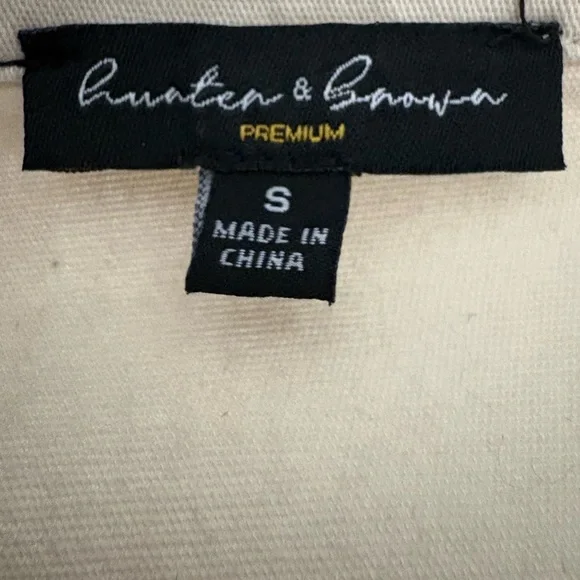 hunter & brown
PREMIUM
S
MADE IN
CHINA